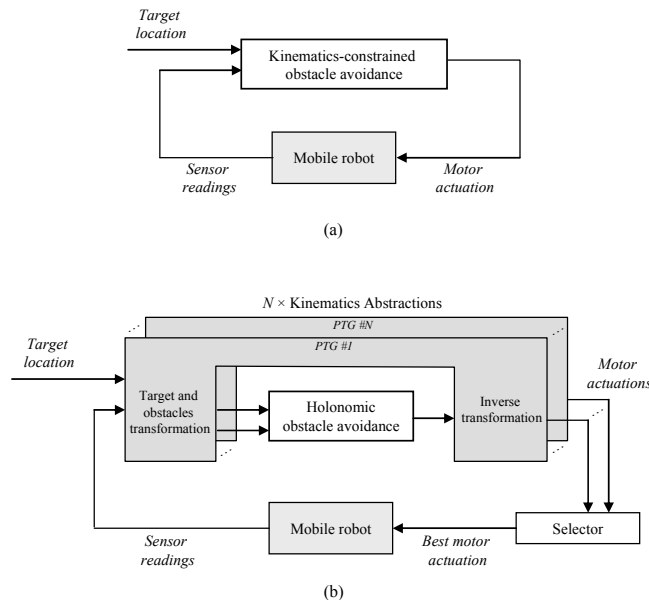 Target
location
Kinematics-constrained
obstacle avoidance
Mobile robot
Sensor
readings
Motor
actuation
(a)
N × Kinematics Abstractions
PTG #N
PTG #1
Target
location
Motor
actuations
Target and
obstacles
transformation
Holonomic
obstacle avoidance
Inverse
transformation
Mobile robot
Selector
Sensor
readings
Best motor
actuation
(b)